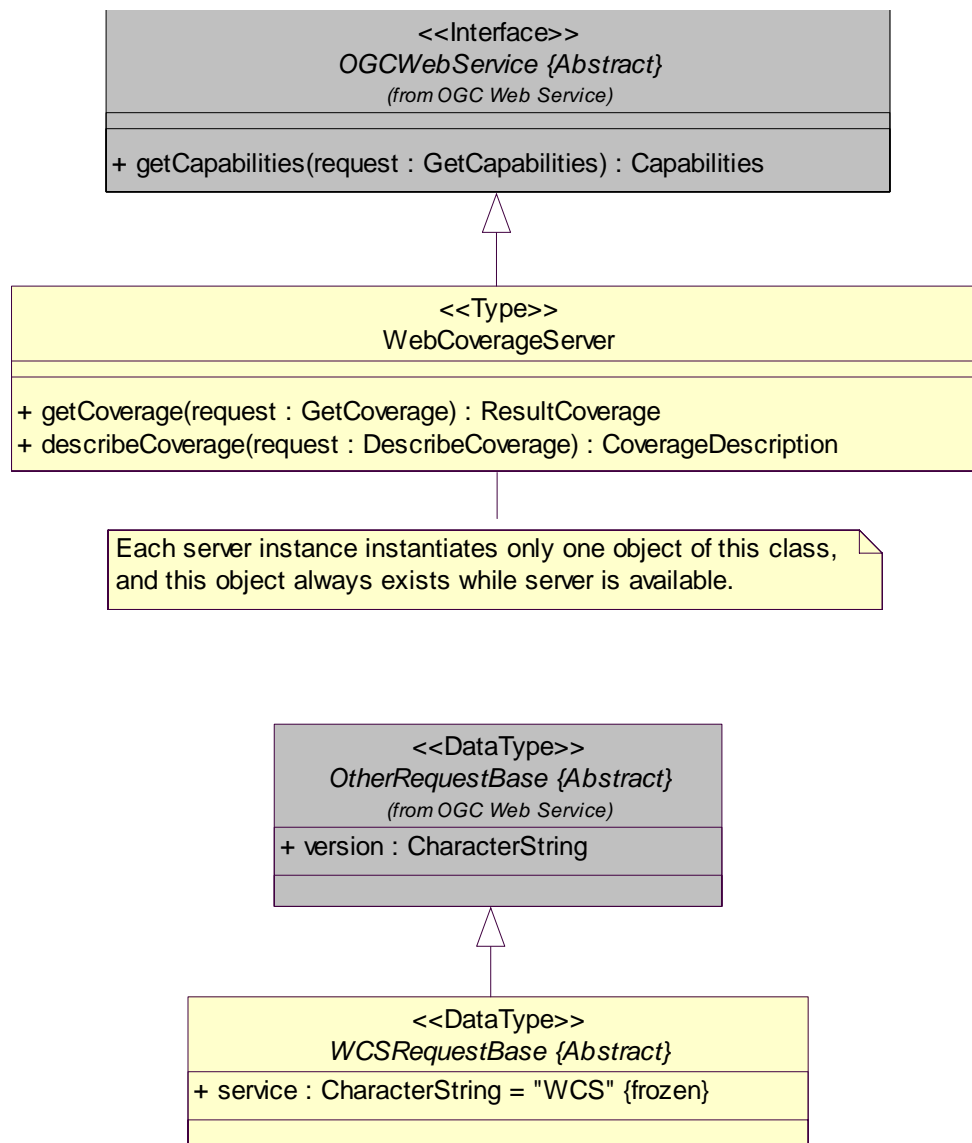 <<Interface>>
OGCWebService {Abstract}
(from OGC Web Service)
+ getCapabilities(request : GetCapabilities) : Capabilities
<<Type>>
WebCoverageServer
+ getCoverage(request : GetCoverage) : ResultCoverage
+ describeCoverage(request : DescribeCoverage) : CoverageDescription
Each server instance instantiates only one object of this class,
and this object always exists while server is available.
<<DataType>>
OtherRequestBase {Abstract}
(from OGC Web Service)
+ version : CharacterString
<<DataType>>
WCSRequestBase {Abstract}
+ service : CharacterString = "WCS" {frozen}